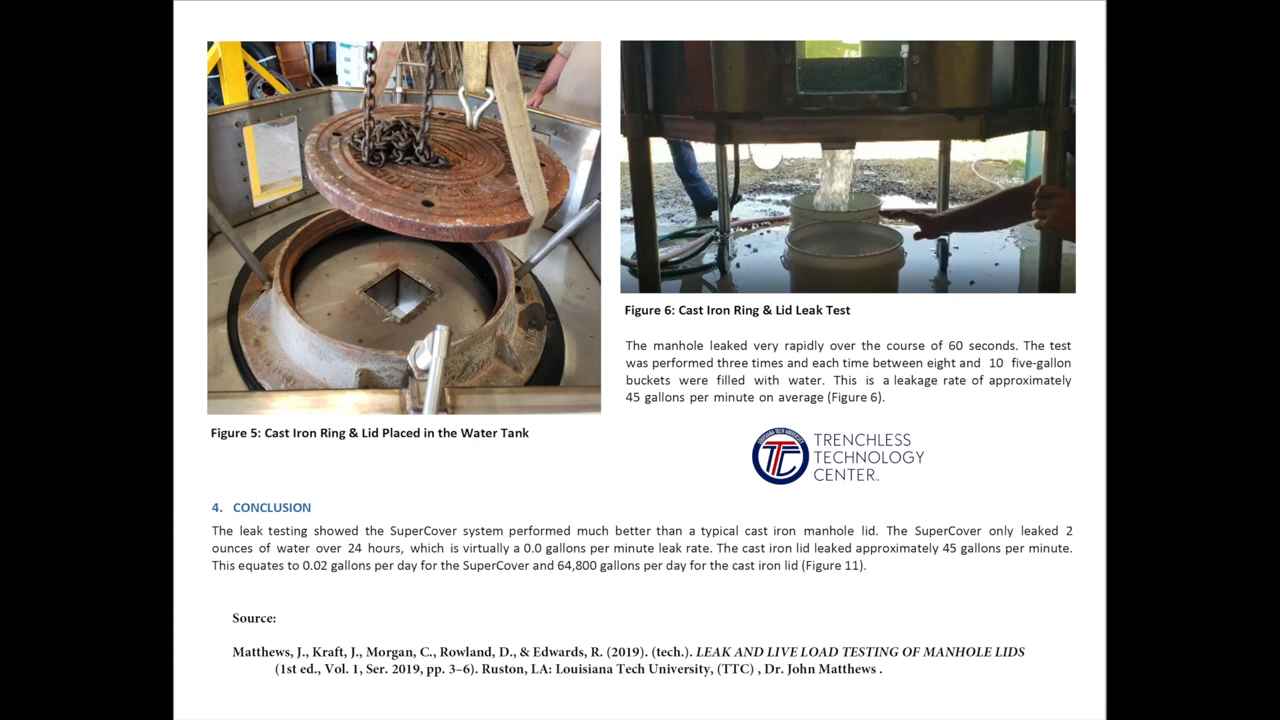 Figure 5: Cast Iron Ring & Lid Placed in the Water Tank
Figure 6: Cast Iron Ring & Lid Leak Test
The manhole leaked very rapidly over the course of 60 seconds. The test
was performed three times and each time between eight and 10 five-gallon
buckets were filled with water. This is a leakage rate of approximately
45 gallons per minute on average (Figure 6).
LOUISIANA TECH UNIVERSITY
TTC
TRENCHLESS
TECHNOLOGY
CENTER
4. CONCLUSION
The leak testing showed the SuperCover system performed much better than a typical cast iron manhole lid. The SuperCover only leaked 2
ounces of water over 24 hours, which is virtually a 0.0 gallons per minute leak rate. The cast iron lid leaked approximately 45 gallons per minute.
This equates to 0.02 gallons per day for the SuperCover and 64,800 gallons per day for the cast iron lid (Figure 11).
Source:
Matthews, J., Kraft, J., Morgan, C., Rowland, D., & Edwards, R. (2019). (tech.). LEAK AND LIVE LOAD TESTING OF MANHOLE LIDS
(1st ed., Vol. 1, Ser. 2019, pp. 3–6). Ruston, LA: Louisiana Tech University, (TTC) , Dr. John Matthews .